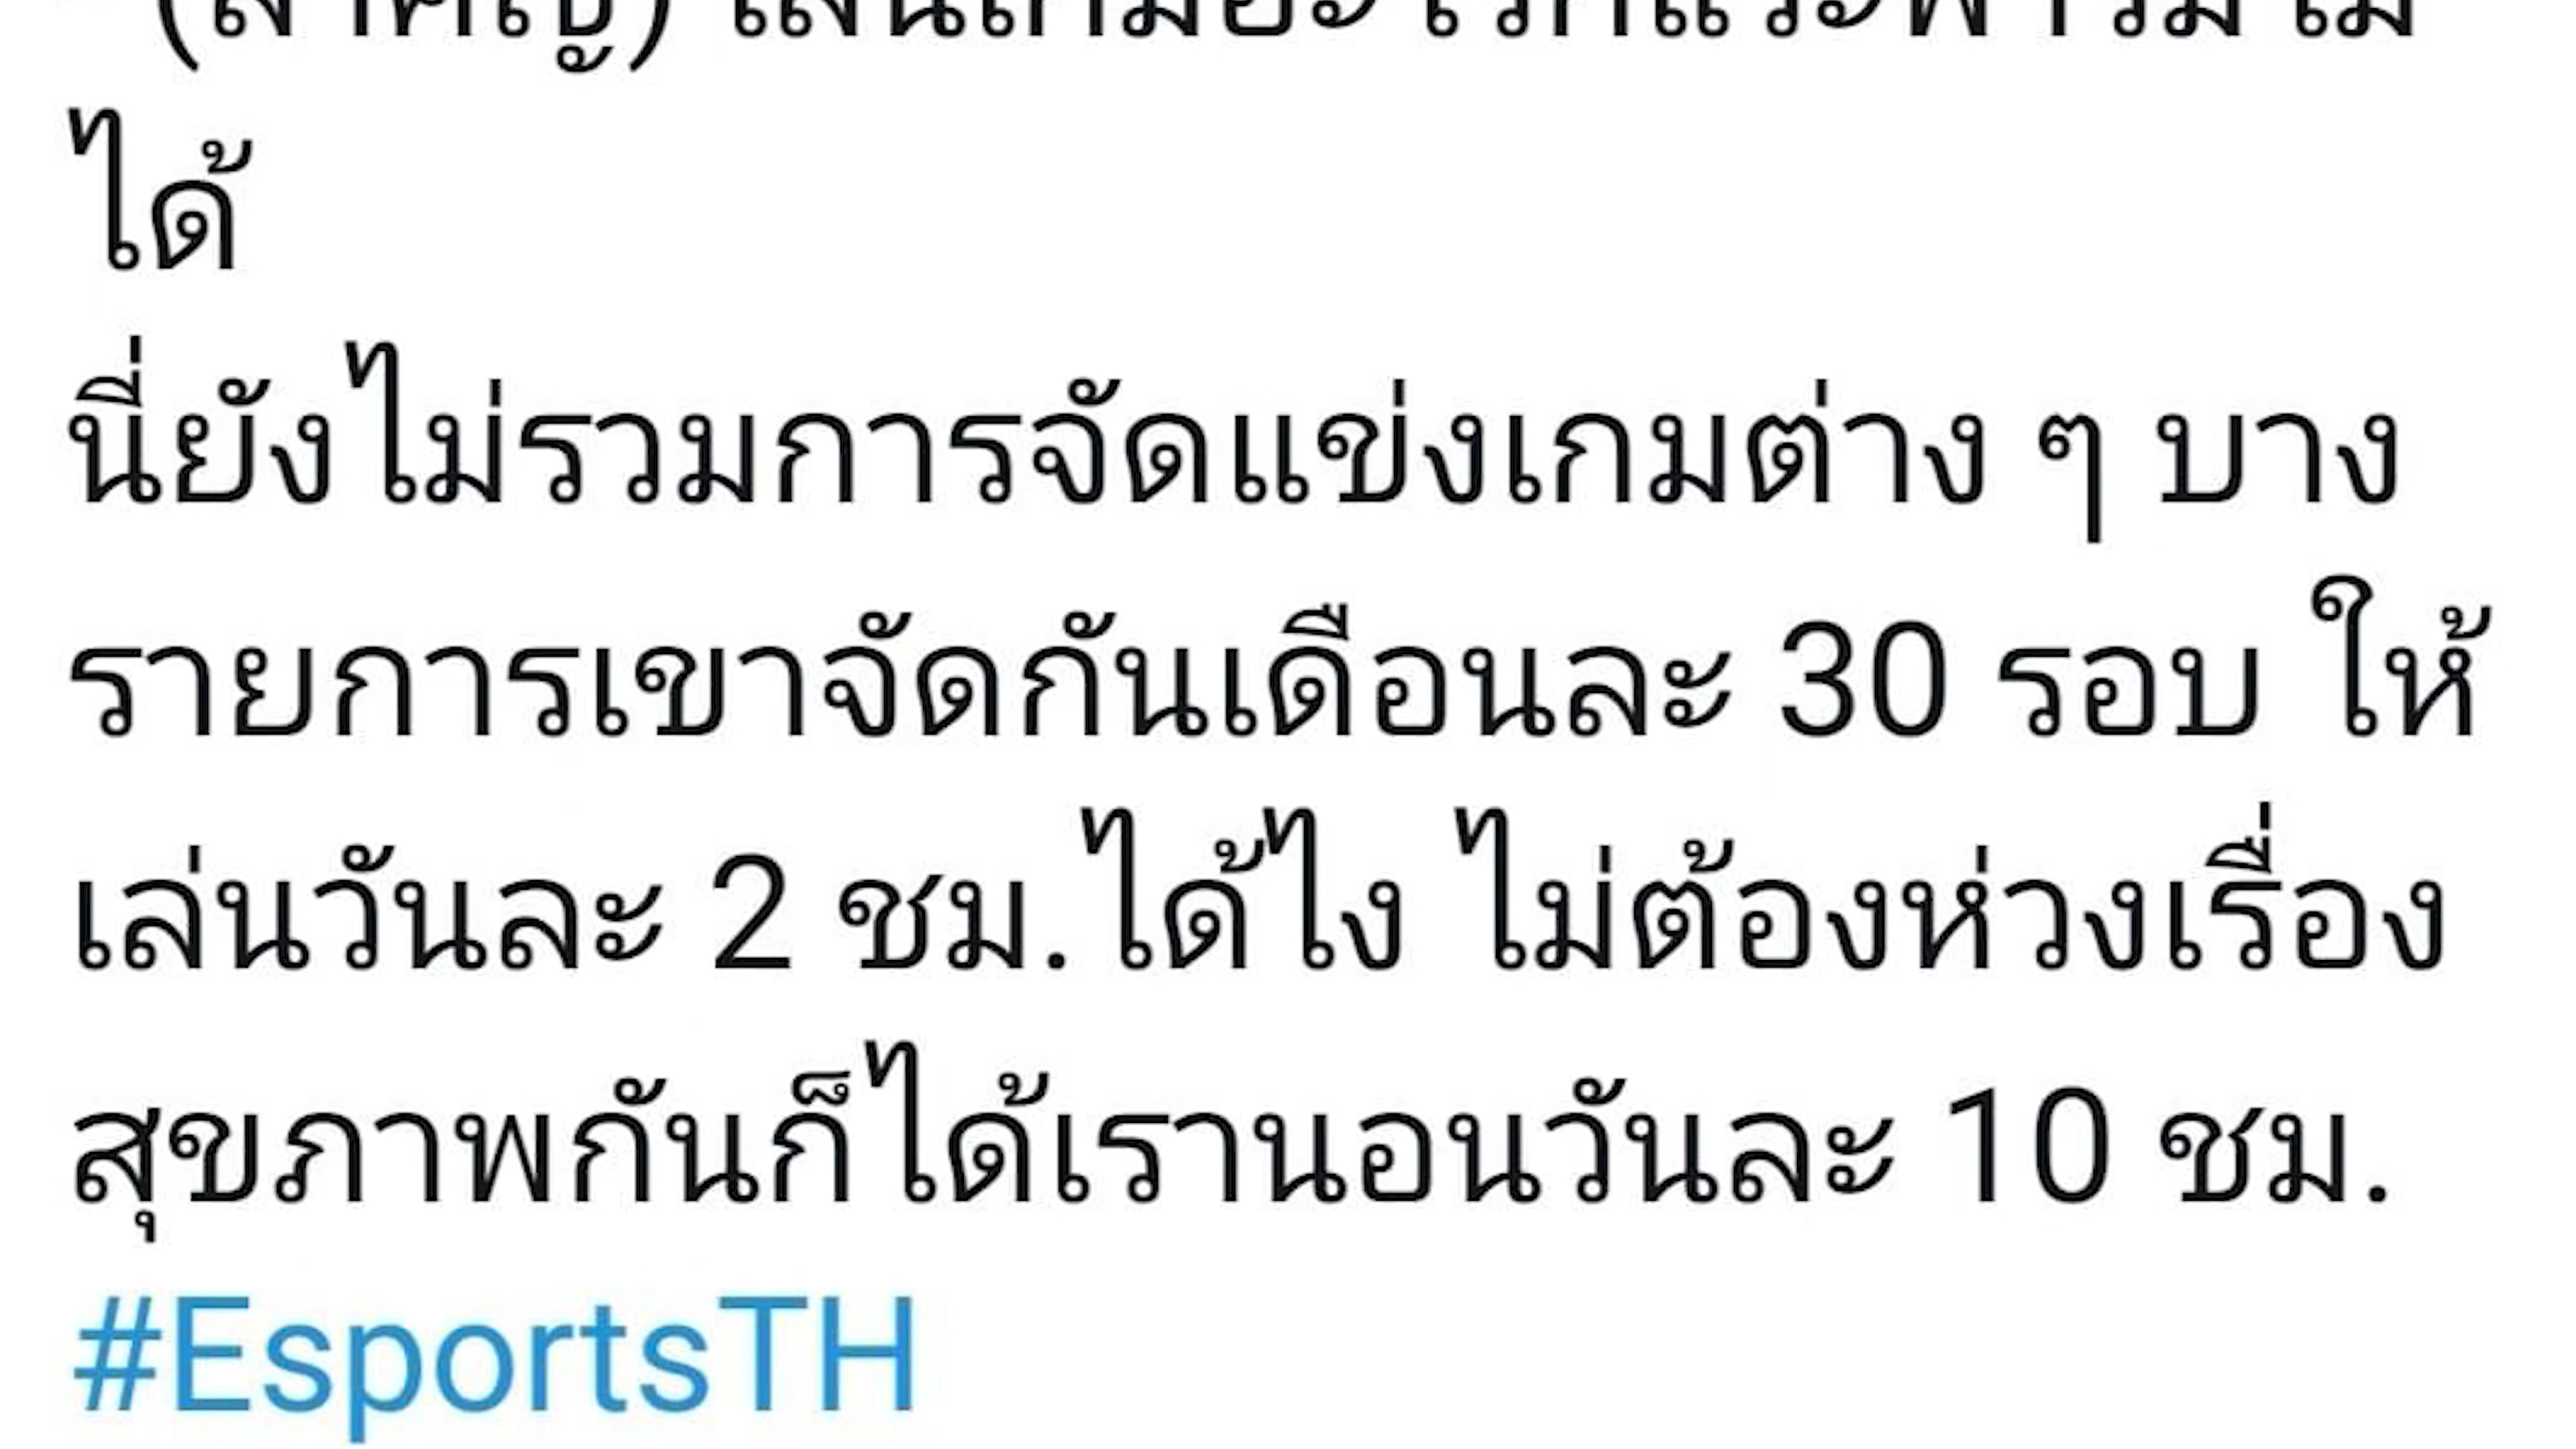 (สำคัญ)
ได้
นี่ยังไม่รวมการจัดแข่งเกมต่าง ๆ บาง
รายการเขาจัดกันเดือนละ 30 รอบ ให้
เล่นวันละ 2 ชม.ได้ไง ไม่ต้องห่วงเรื่อง
สุขภาพกันก็ได้เรานอนวันละ 10 ชม.
#EsportsTH